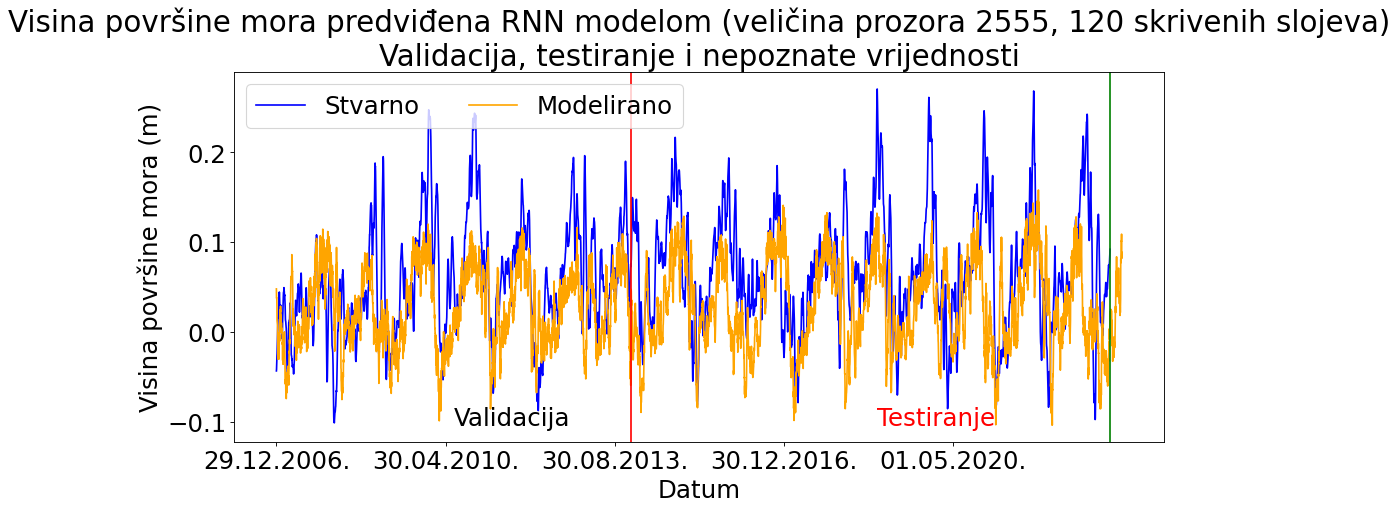 Visina površine mora predviđena RNN modelom (veličina prozora 2555, 120 skrivenih slojeva)
Validacija, testiranje i nepoznate vrijednosti
Stvarno Modelirano
Visina površine mora (m)
0.2
0.1
0.0
−0.1
Validacija Testiranje
29.12.2006. 30.04.2010. 30.08.2013. 30.12.2016. 01.05.2020.
Datum